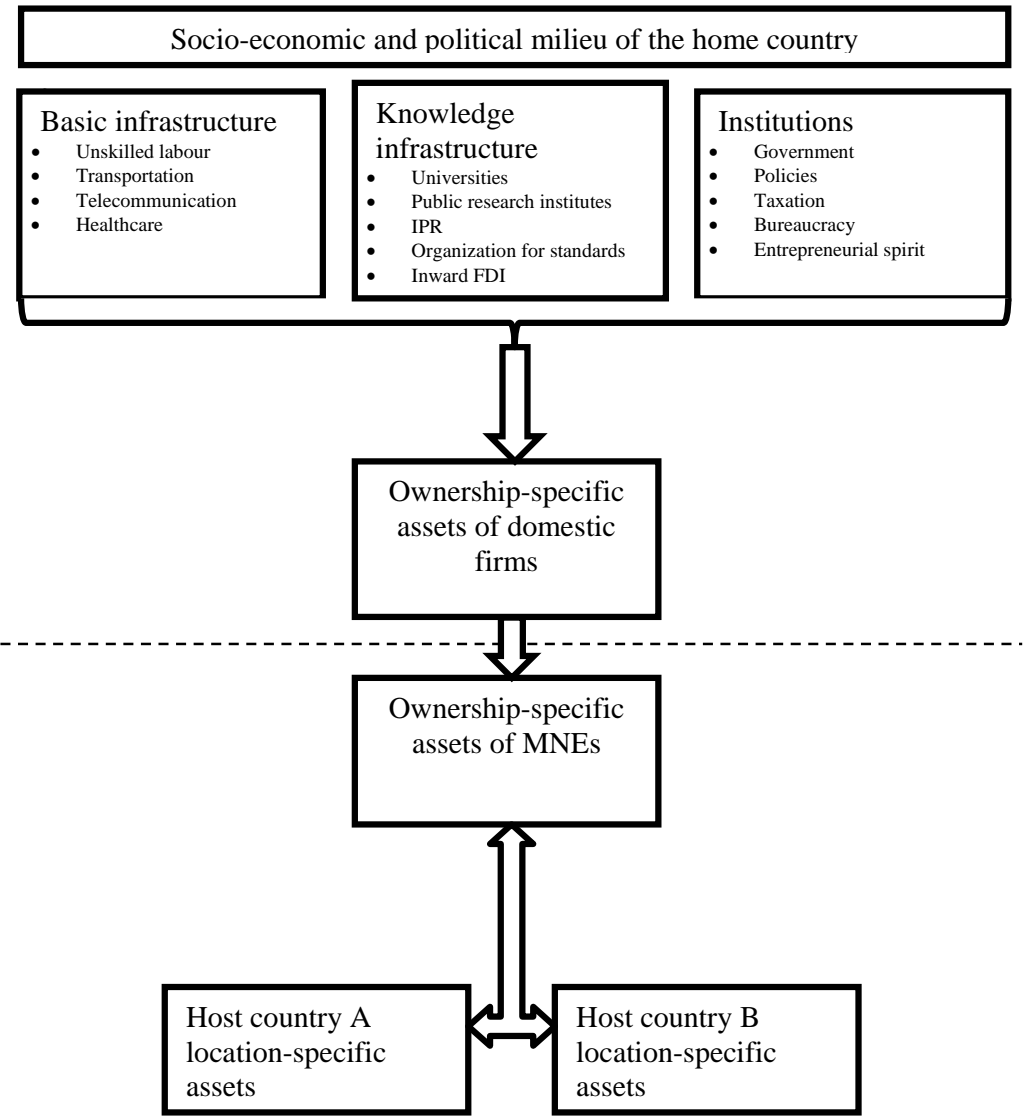 Socio-economic and political milieu of the home country
Basic infrastructure
• Unskilled labour
• Transportation
• Telecommunication
• Healthcare
Knowledge
infrastructure
• Universities
• Public research institutes
• IPR
• Organization for standards
• Inward FDI
Institutions
• Government
• Policies
• Taxation
• Bureaucracy
• Entrepreneurial spirit
Ownership-specific
assets of domestic
firms
Ownership-specific
assets of MNEs
Host country A
location-specific
assets
Host country B
location-specific
assets